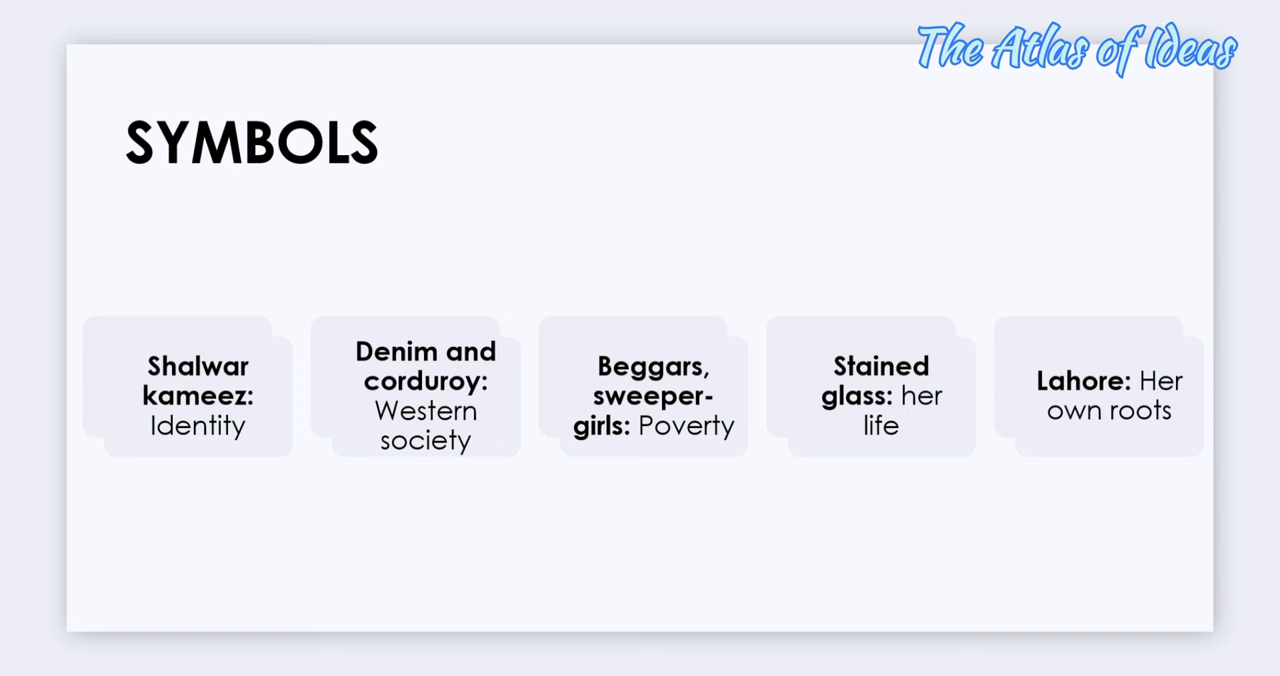 The Atlas of Ideas
SYMBOLS
Shalwar
kameez:
Identity
Denim and
corduroy:
Western
society
Beggars,
sweeper-
girls: Poverty
Stained
glass: her
life
Lahore: Her
own roots